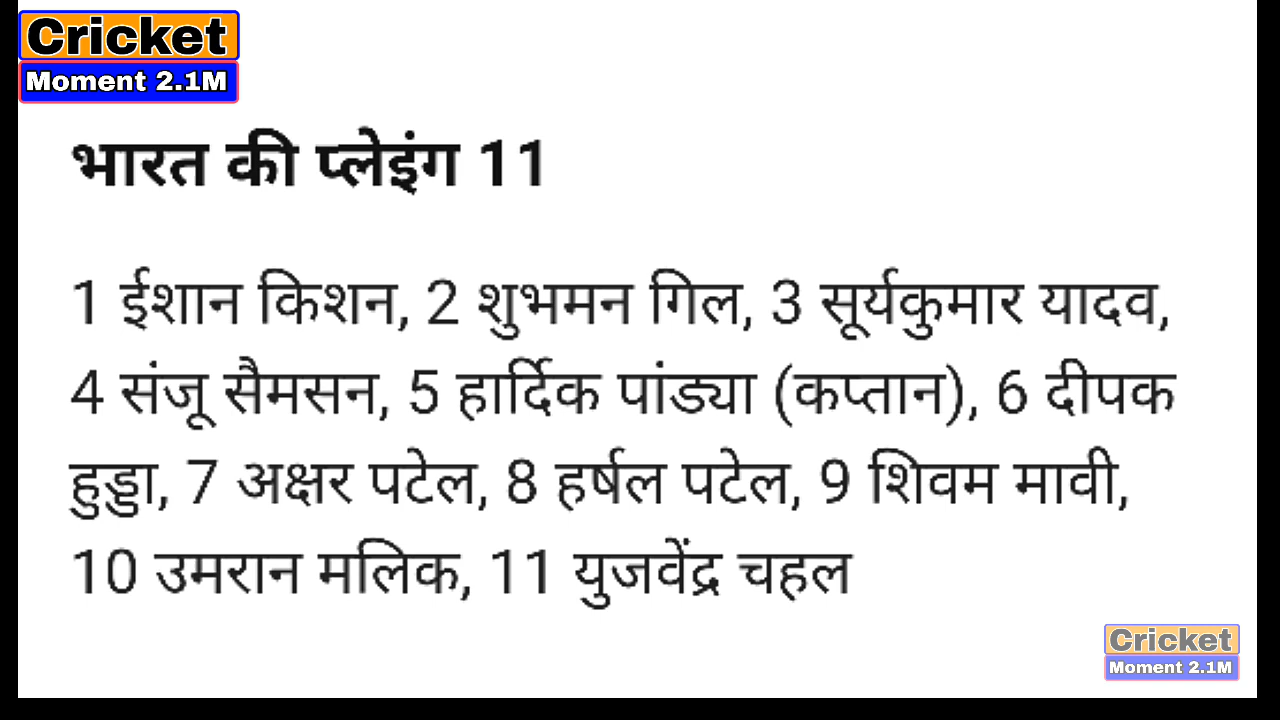 Cricket
Moment 2.1M
भारत की प्लेइंग 11
1 ईशान किशन, 2 शुभमन गिल, 3 सूर्यकुमार यादव,
4 संजू सैमसन, 5 हार्दिक पांड्या (कप्तान), 6 दीपक
हुड्डा, 7 अक्षर पटेल, 8 हर्षल पटेल, 9 शिवम मावी,
10 उमरान मलिक, 11 युजवेंद्र चहल
Cricket
Moment 2.1M